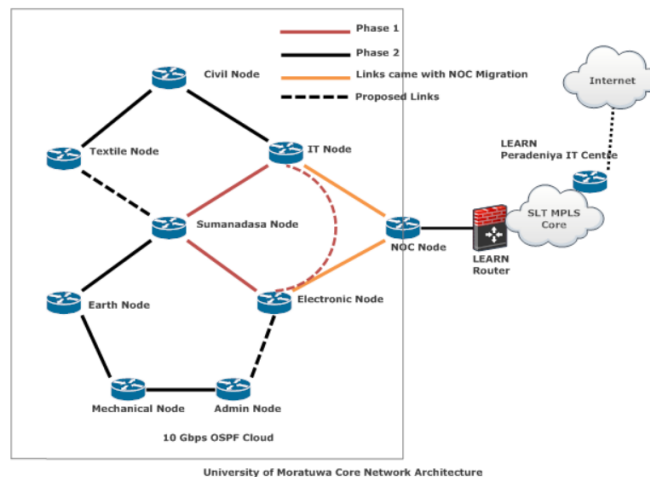 Phase 1
Phase 2
Links came with NOC Migration
Proposed Links
Civil Node
Internet
Textile Node
IT Node
LEARN
Peradeniya IT Centre
Sumanadasa Node
NOC Node
SLT MPLS
Core
LEARN
Router
Earth Node
Electronic Node
Mechanical Node
Admin Node
10 Gbps OSPF Cloud
University of Moratuwa Core Network Architecture